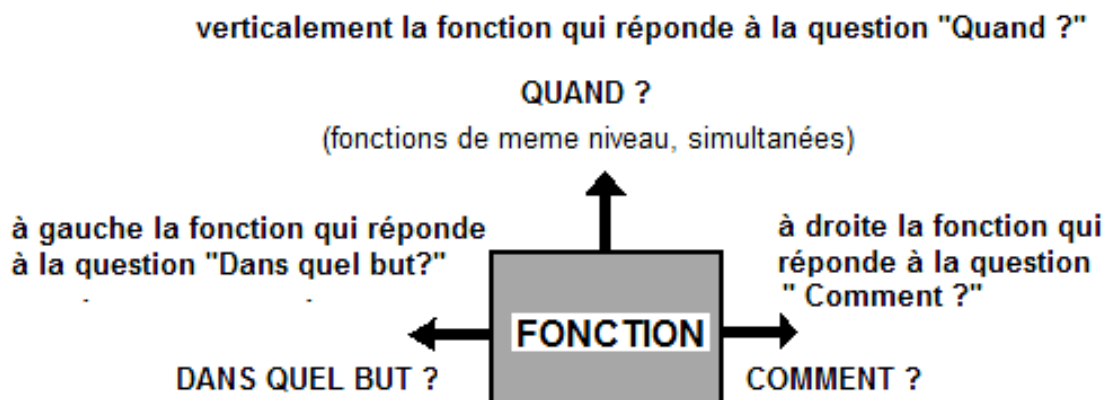 verticalement la fonction qui réponde à la question "Quand ?"
QUAND ?
(fonctions de meme niveau, simultanées)
à gauche la fonction qui réponde
à la question "Dans quel but?"
à droite la fonction qui
réponde à la question
" Comment ?"
FONCTION
DANS QUEL BUT ?
COMMENT ?